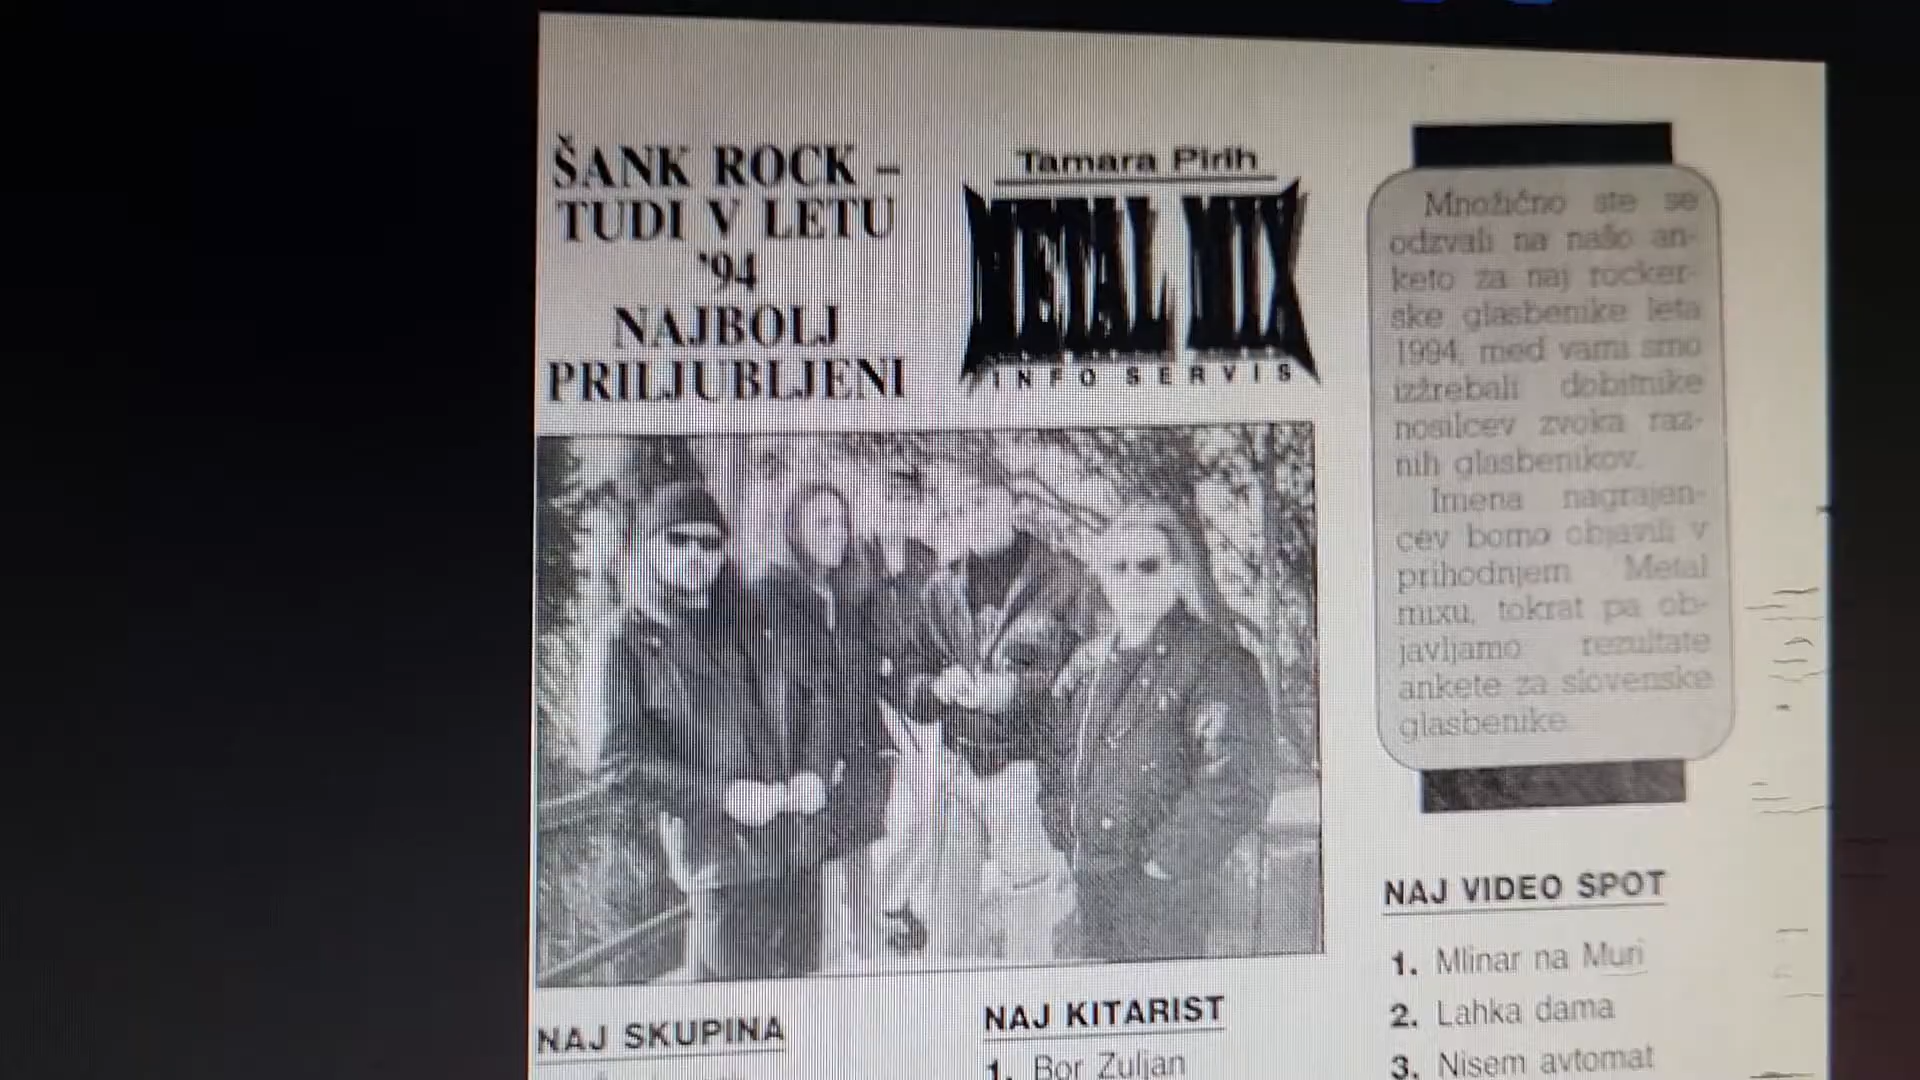 ŠANK ROCK –
TUDI V LETU
'94
NAJBOLJ
PRILJUBLJENI
Tamara Pirih
METAL MIX
INFO SERVIS
Množično ste se
odzvali na našo an-
keto za naj rocker-
ske glasbenike leta
1994, med vami smo
izžrebali dobitnike
nosilcev zvoka raz-
nih glasbenikov.
Imena nagrajen-
cev bomo objavili v
prihodnjem Metal
mixu, tokrat pa ob-
javljamo rezultate
ankete za slovenske
glasbenike.
NAJ SKUPINA
NAJ KITARIST
1. Bor Zuljan
NAJ VIDEO SPOT
1. Mlinar na Muri
2. Lahka dama
3. Nisem avtomat